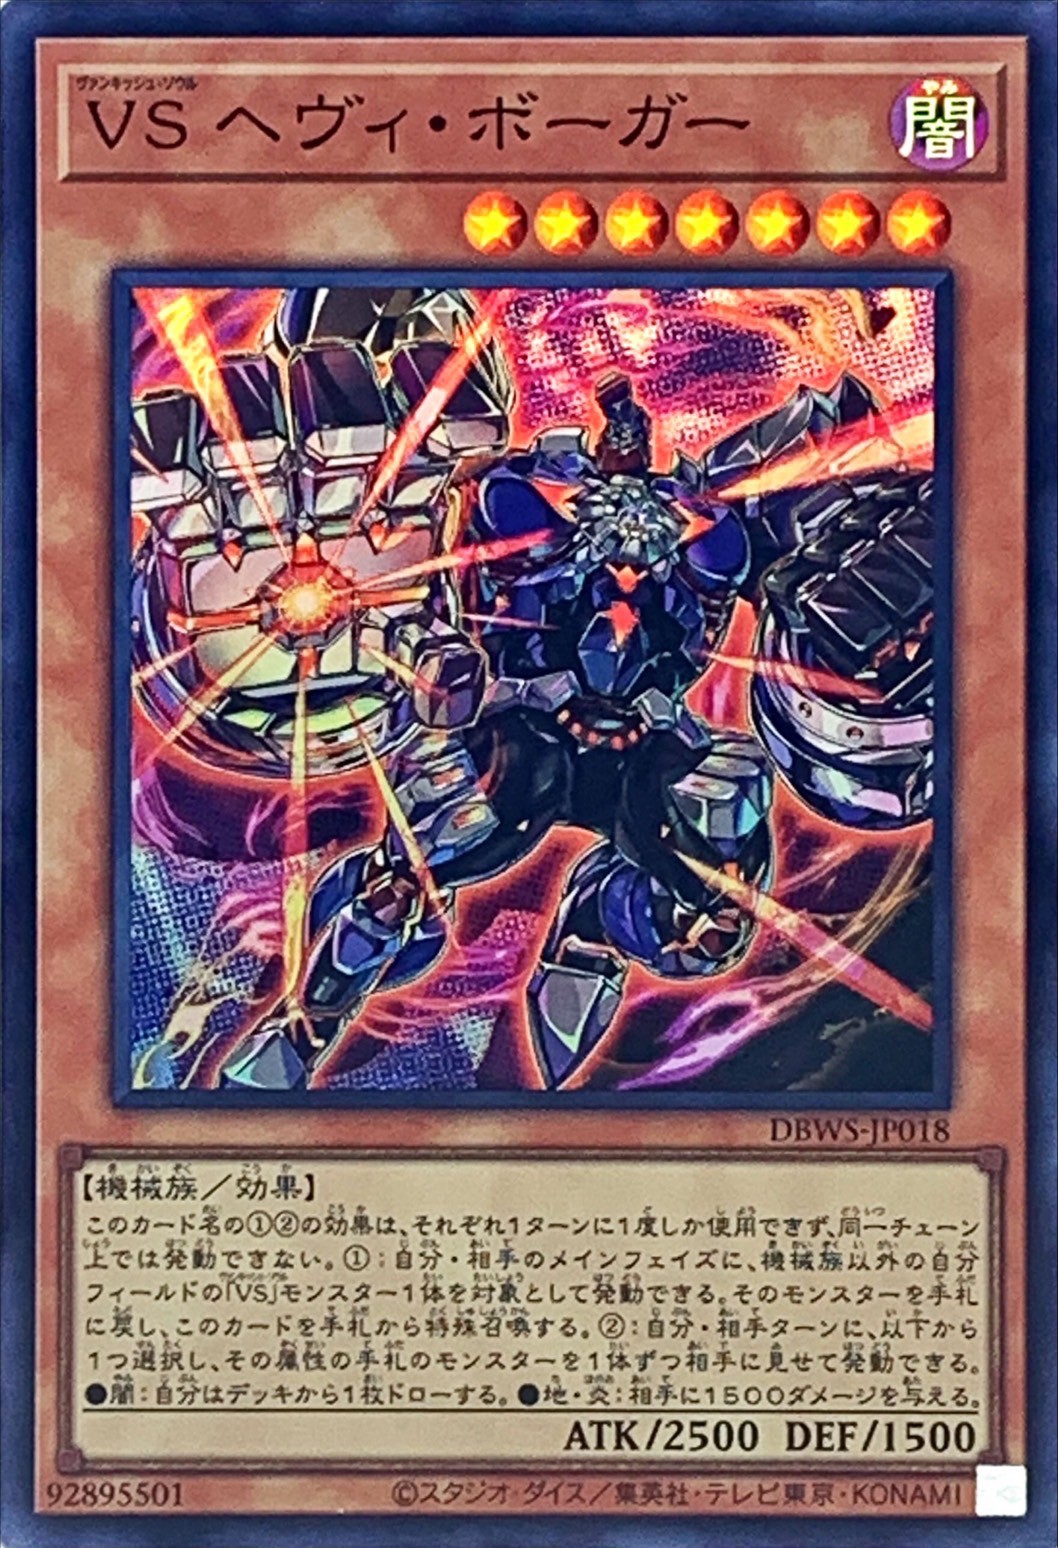 ヴァンキッシュ・ソウル
VS ヘヴィ・ボーガー
やみ
闇
DBWS-JP018
【機械族／効果】
このカード名の①②の効果は、それぞれ1ターンに1度しか使用できず、同一チェーン
上では発動できない。①：自分・相手のメインフェイズに、機械族以外の自分
フィールドの「VS」モンスター1体を対象として発動できる。そのモンスターを手札
に戻し、このカードを手札から特殊召喚する。②：自分・相手ターンに、以下から
1つ選択し、その属性の手札のモンスターを1体ずつ相手に見せて発動できる。
●闇：自分はデッキから1枚ドローする。●地・炎：相手に1500ダメージを与える。
ATK/2500 DEF/1500
92895501 ©スタジオ・ダイス／集英社・テレビ東京・KONAMI